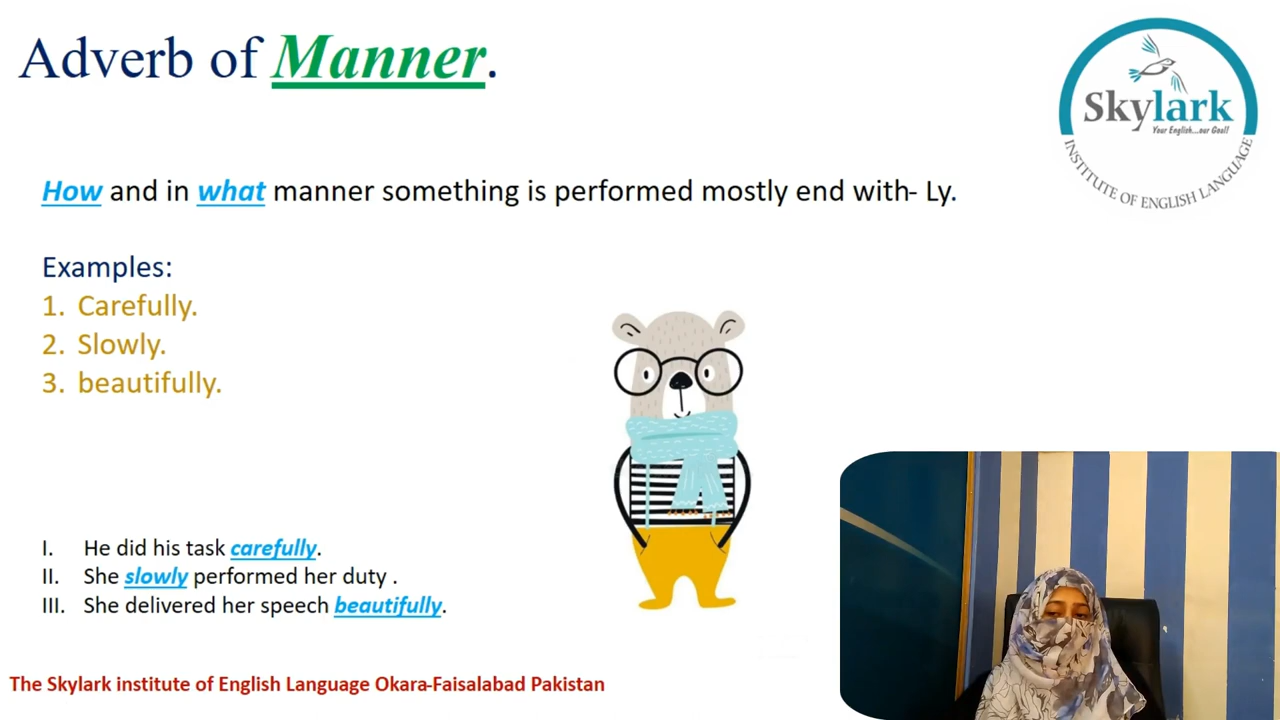 Adverb of Manner.
Skylark
Your English...our Goal!
INSTITUTE OF ENGLISH LANGUAGE
How and in what manner something is performed mostly end with- Ly.
Examples:
1. Carefully.
2. Slowly.
3. beautifully.
I. He did his task carefully.
II. She slowly performed her duty .
III. She delivered her speech beautifully.
The Skylark institute of English Language Okara-Faisalabad Pakistan